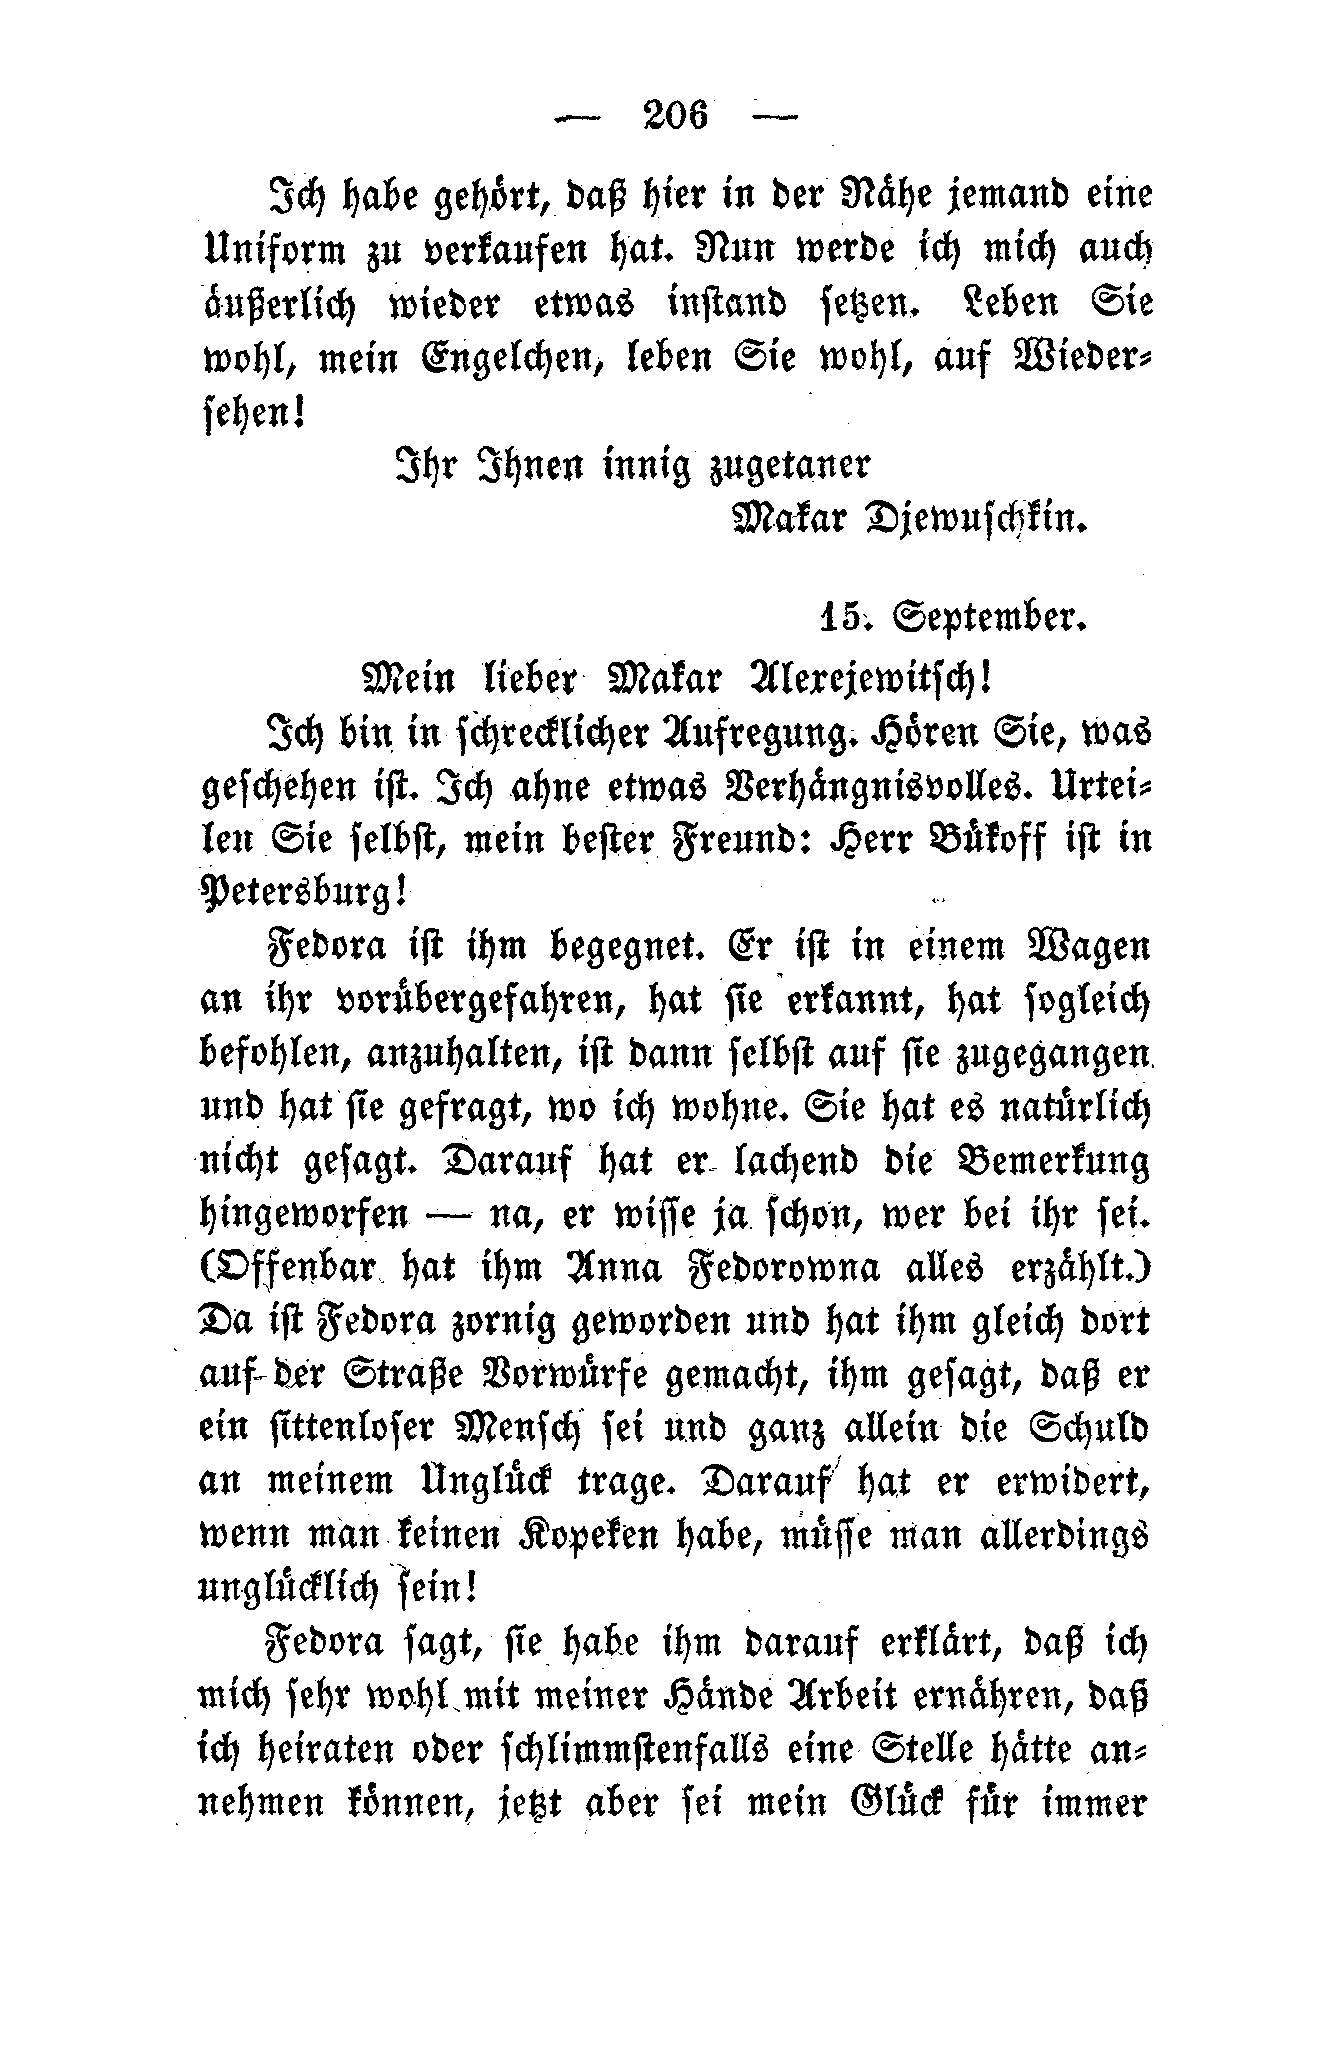 — 206 —
Ich habe gehört, daß hier in der Nähe jemand eine
Uniform zu verkaufen hat. Nun werde ich mich auch
äußerlich wieder etwas instand setzen. Leben Sie
wohl, mein Engelchen, leben Sie wohl, auf Wieder-
sehen!
Ihr Ihnen innig zugetaner
Makar Djewuschkin.
15. September.
Mein lieber Makar Alexejewitsch!
Ich bin in schrecklicher Aufregung. Hören Sie, was
geschehen ist. Ich ahne etwas Verhängnisvolles. Urtei-
len Sie selbst, mein bester Freund: Herr Bükoff ist in
Petersburg!
Fedora ist ihm begegnet. Er ist in einem Wagen
an ihr vorübergefahren, hat sie erkannt, hat sogleich
befohlen, anzuhalten, ist dann selbst auf sie zugegangen
und hat sie gefragt, wo ich wohne. Sie hat es natürlich
nicht gesagt. Darauf hat er lachend die Bemerkung
hingeworfen — na, er wisse ja schon, wer bei ihr sei.
(Offenbar hat ihm Anna Fedorowna alles erzählt.)
Da ist Fedora zornig geworden und hat ihm gleich dort
auf der Straße Vorwürfe gemacht, ihm gesagt, daß er
ein sittenloser Mensch sei und ganz allein die Schuld
an meinem Unglück trage. Darauf hat er erwidert,
wenn man keinen Kopeken habe, müsse man allerdings
unglücklich sein!
Fedora sagt, sie habe ihm darauf erklärt, daß ich
mich sehr wohl mit meiner Hände Arbeit ernähren, daß
ich heiraten oder schlimmstenfalls eine Stelle hätte an-
nehmen können, jetzt aber sei mein Glück für immer